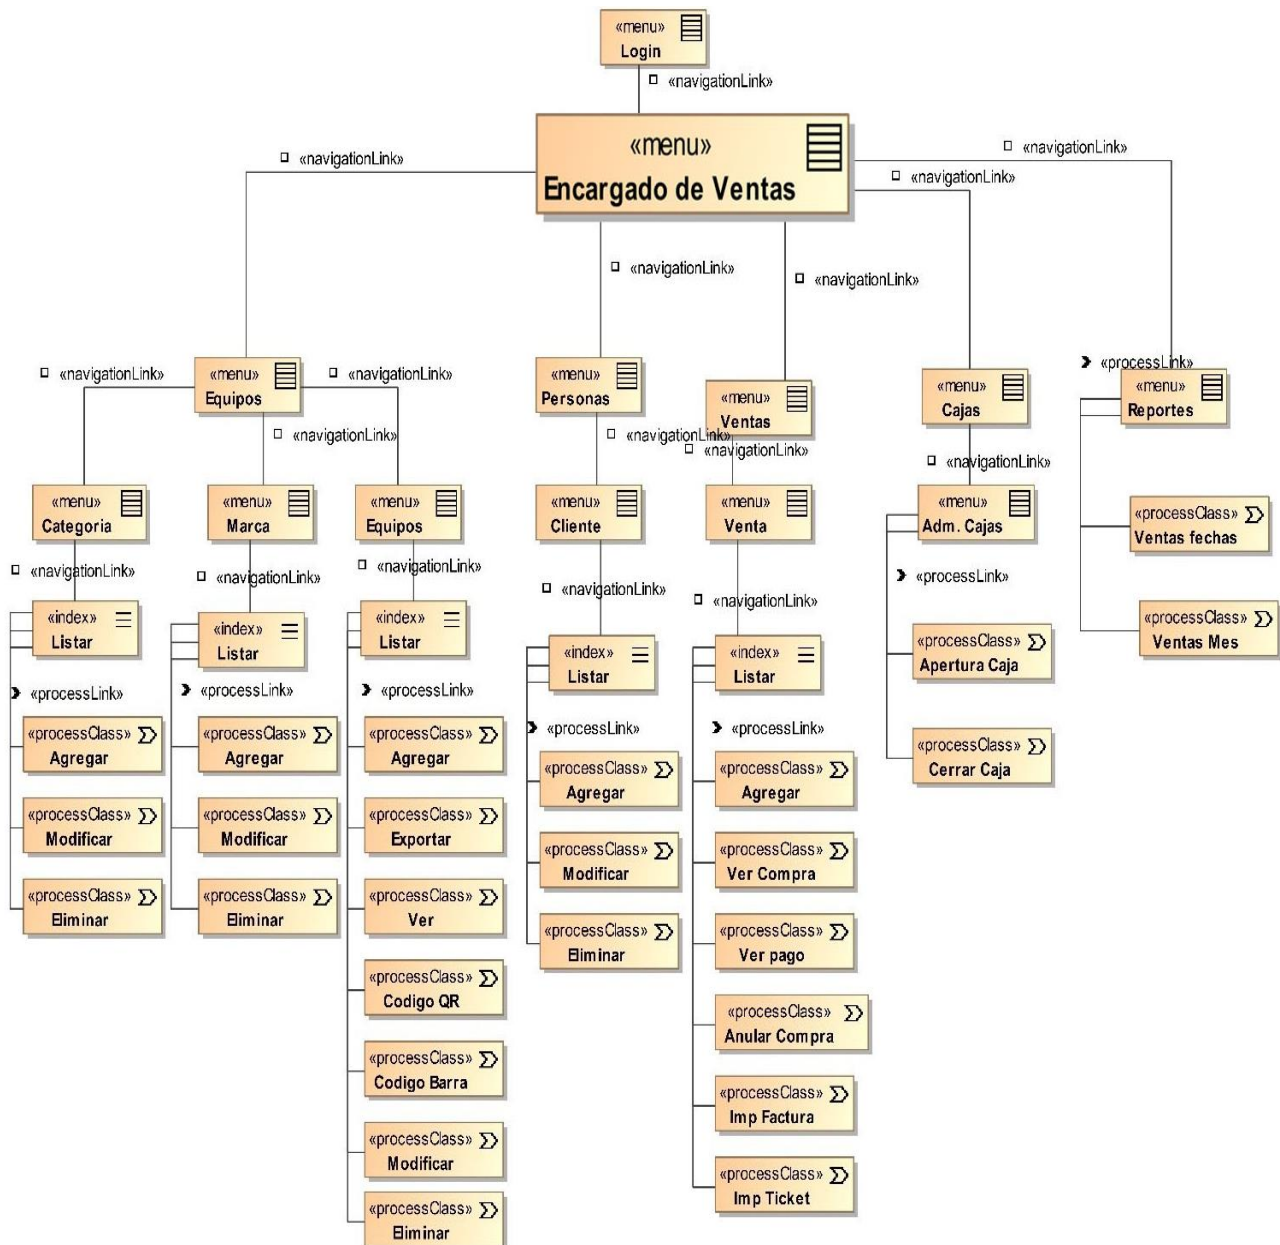 «menu»
Login
«navigationLink»
«menu»
Encargado de Ventas
«navigationLink»
«navigationLink»
«navigationLink»
«navigationLink»
«navigationLink»
«menu»
Equipos
«navigationLink»
«navigationLink»
«navigationLink»
«menu»
Categoria
«navigationLink»
«index»
Listar
«processLink»
«processClass»
Agregar
«processClass»
Modificar
«processClass»
Eliminar
«menu»
Marca
«navigationLink»
«index»
Listar
«processLink»
«processClass»
Agregar
«processClass»
Modificar
«processClass»
Eliminar
«menu»
Equipos
«navigationLink»
«index»
Listar
«processLink»
«processClass»
Agregar
«processClass»
Exportar
«processClass»
Ver
«processClass»
Codigo QR
«processClass»
Codigo Barra
«processClass»
Modificar
«processClass»
Eliminar
«menu»
Personas
«navigationLink»
«menu»
Cliente
«navigationLink»
«index»
Listar
«processLink»
«processClass»
Agregar
«processClass»
Modificar
«processClass»
Eliminar
«menu»
Ventas
«navigationLink»
«menu»
Venta
«navigationLink»
«index»
Listar
«processLink»
«processClass»
Agregar
«processClass»
Ver Compra
«processClass»
Ver pago
«processClass»
Anular Compra
«processClass»
Imp Factura
«processClass»
Imp Ticket
«menu»
Cajas
«navigationLink»
«menu»
Adm. Cajas
«processLink»
«processClass»
Apertura Caja
«processClass»
Cerrar Caja
«processLink»
«menu»
Reportes
«processClass»
Ventas fechas
«processClass»
Ventas Mes